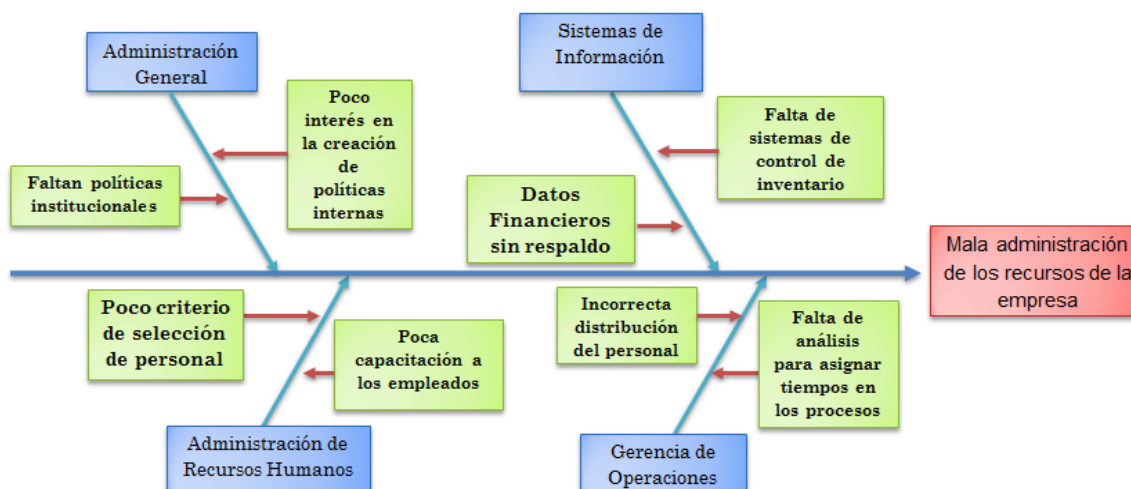 Administración
General
Poco
interés en
la creación
de
políticas
internas
Faltan políticas
institucionales
Sistemas de
Información
Falta de
sistemas de
control de
inventario
Datos
Financieros
sin respaldo
Mala administración
de los recursos de la
empresa
Poco criterio
de selección
de personal
Poca
capacitación a
los empleados
Administración de
Recursos Humanos
Incorrecta
distribución
del personal
Falta de
análisis
para asignar
tiempos en
los procesos
Gerencia de
Operaciones